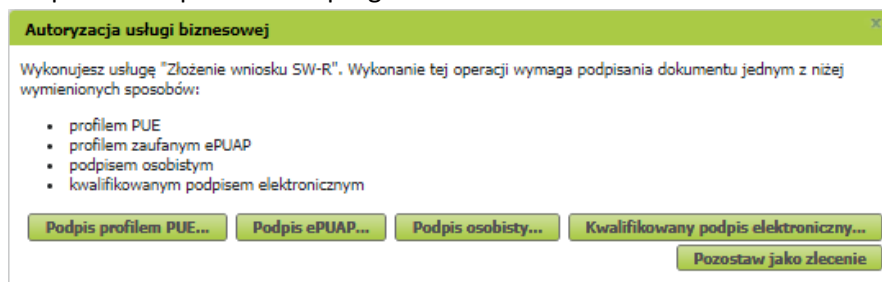 Autoryzacja usługi biznesowej x
Wykonujesz usługę "Złożenie wniosku SW-R". Wykonanie tej operacji wymaga podpisania dokumentu jednym z niżej
wymienionych sposobów:
• profilem PUE
• profilem zaufanym ePUAP
• podpisem osobistym
• kwalifikowanym podpisem elektronicznym
Podpis profilem PUE... Podpis ePUAP... Podpis osobisty... Kwalifikowany podpis elektroniczny...
Pozostaw jako zlecenie